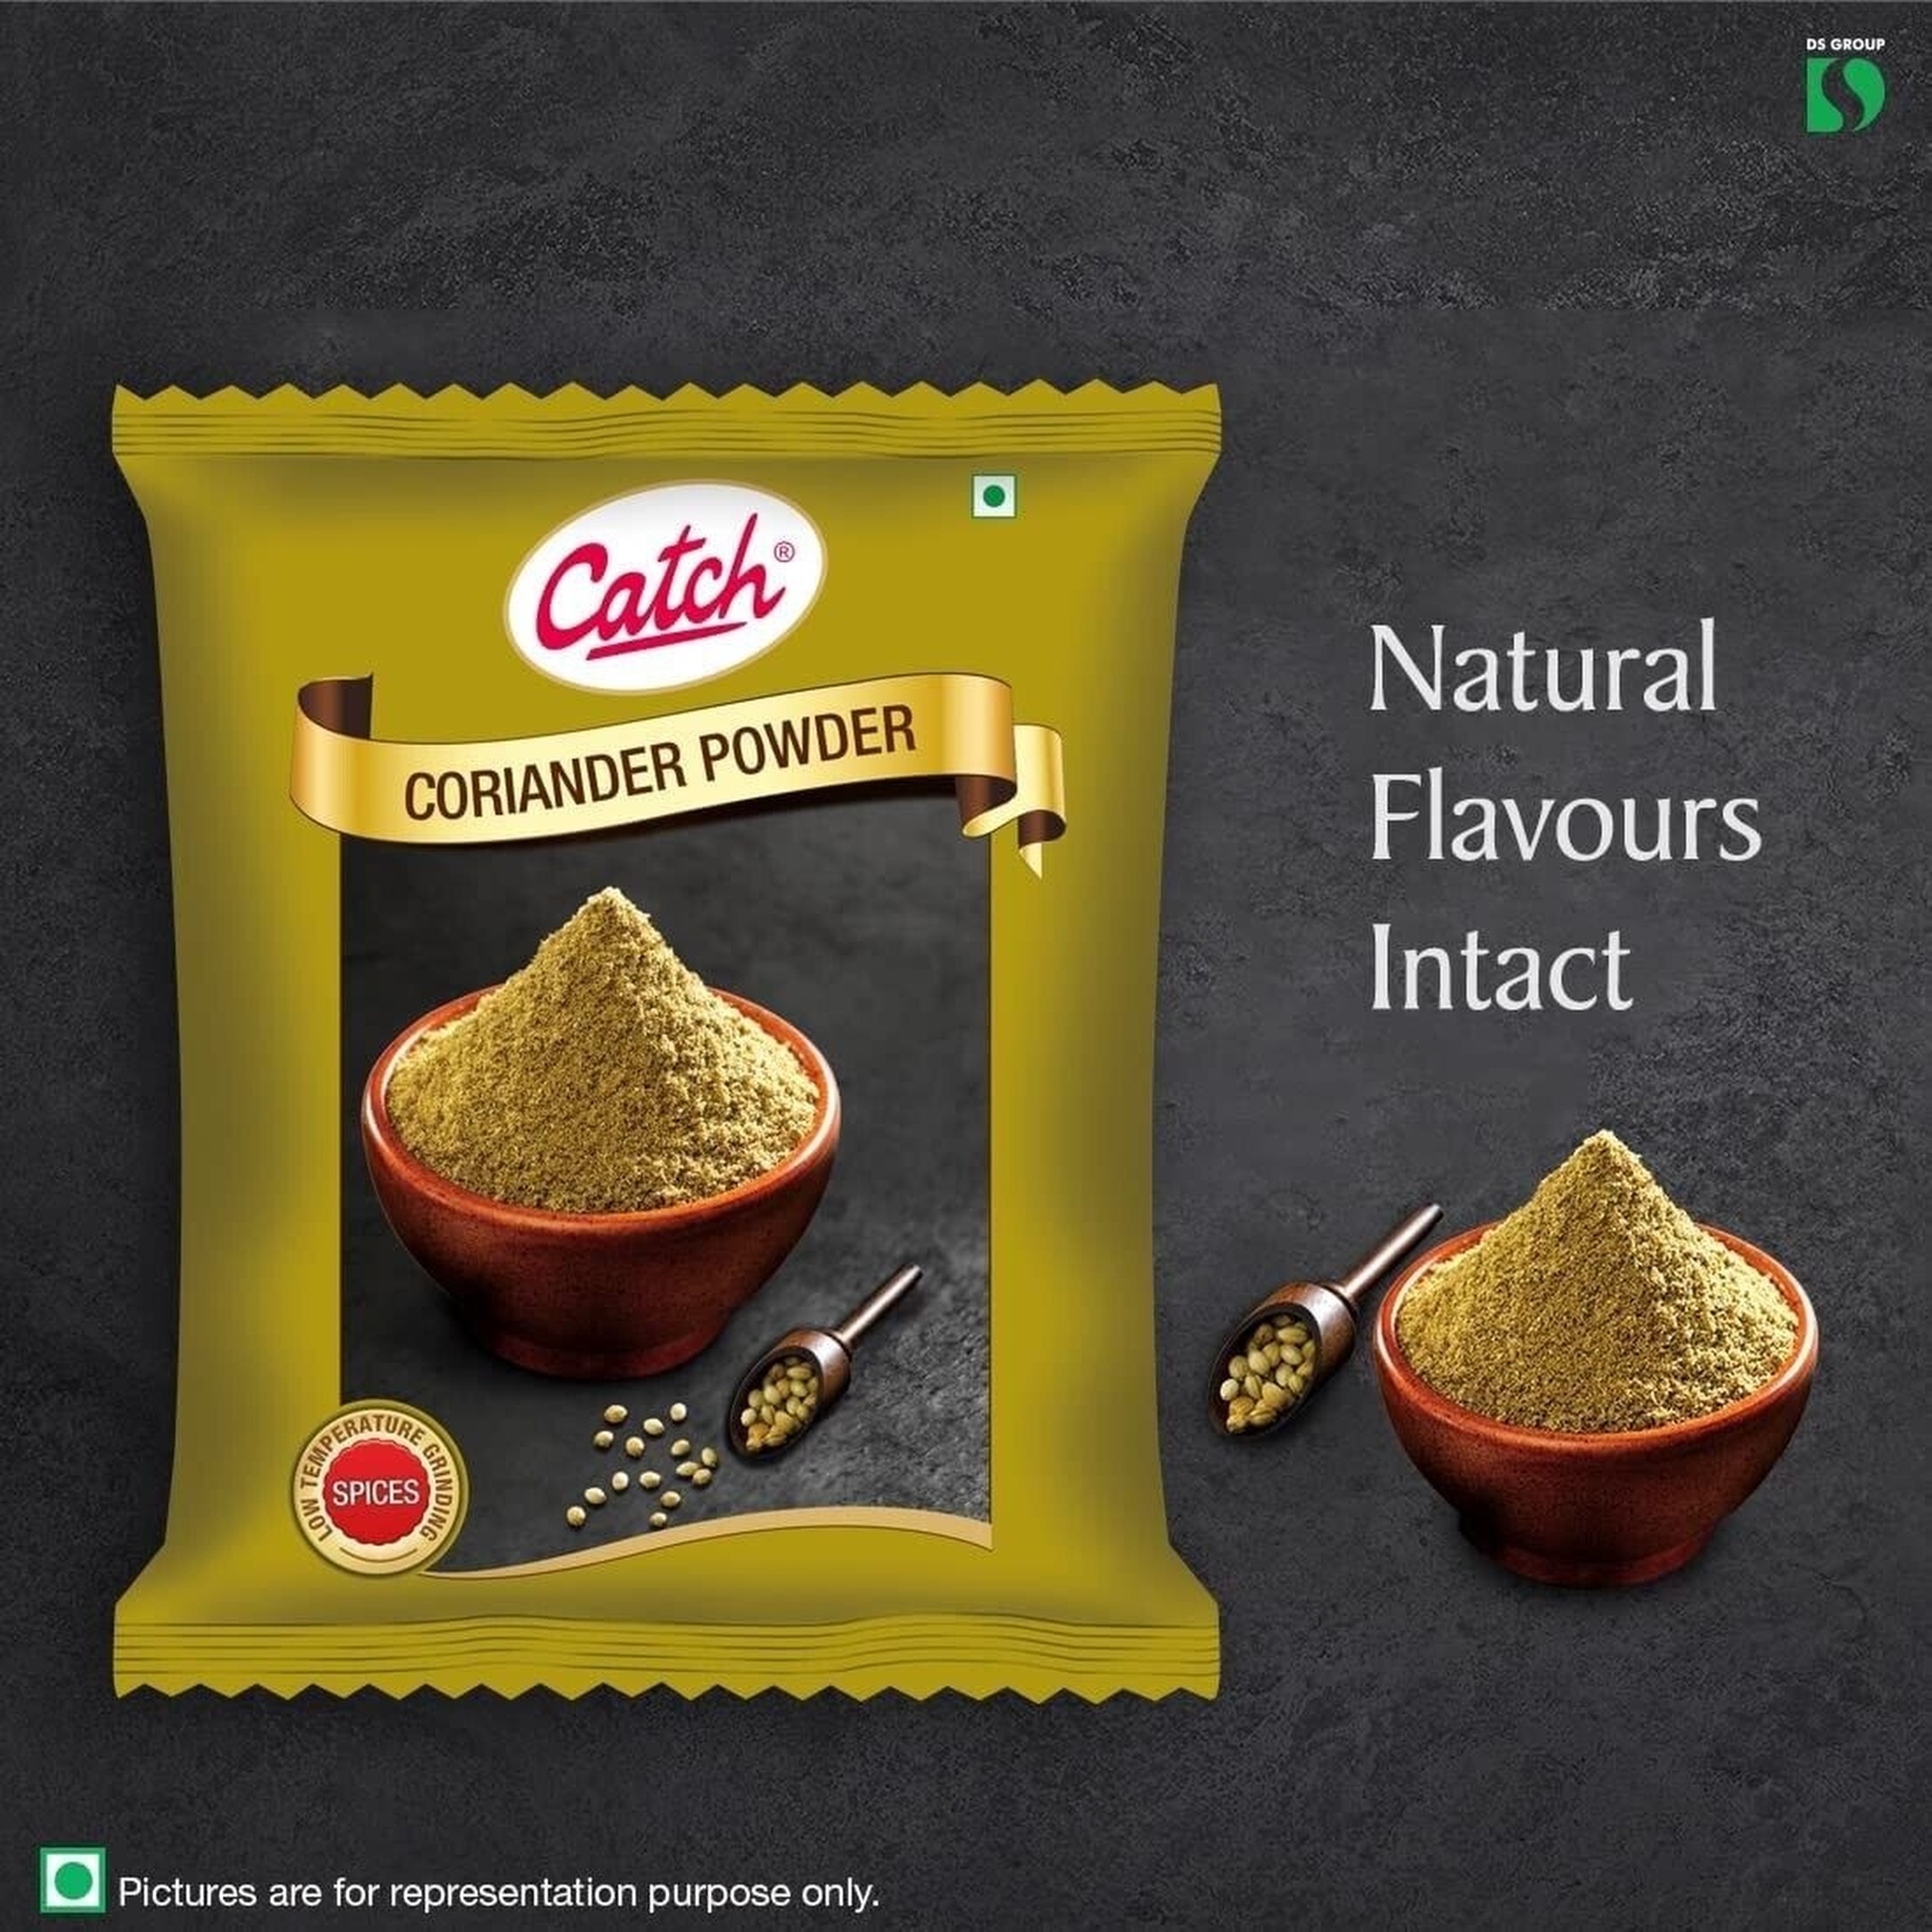 DS GROUP
Catch®
CORIANDER POWDER
LOW TEMPERATURE GRINDING
SPICES
Natural
Flavours
Intact
Pictures are for representation purpose only.